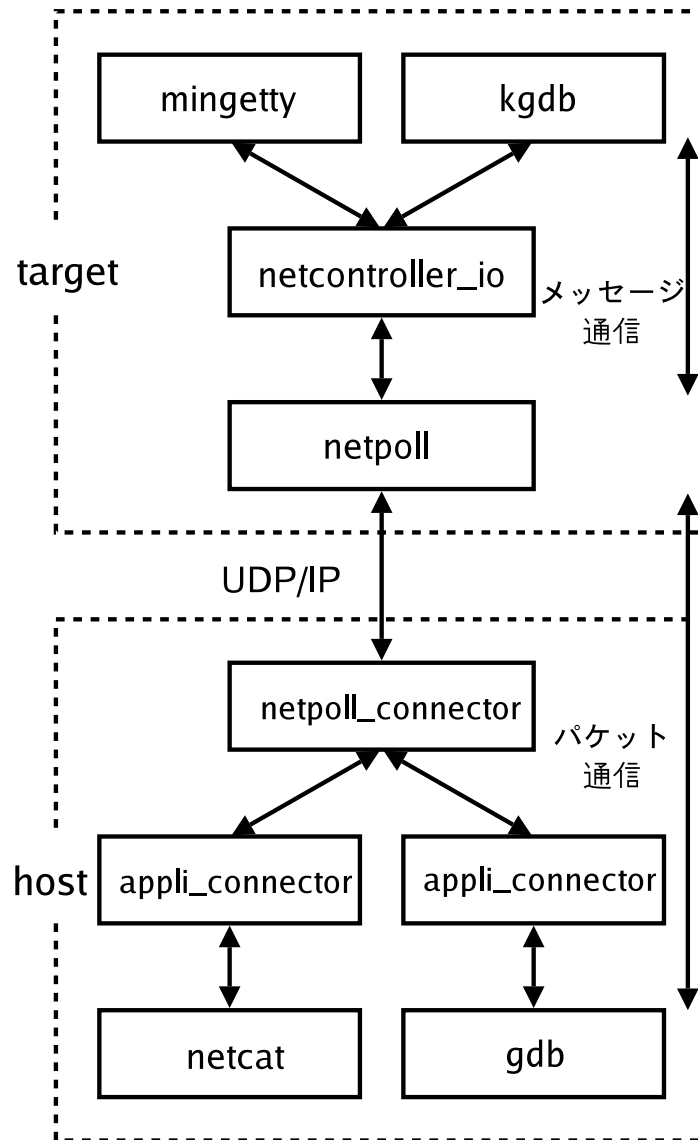 mingetty
kgdb
target
netcontroller_io
メッセージ
通信
netpoll
UDP/IP
netpoll_connector
パケット
通信
host
appli_connector
appli_connector
netcat
gdb